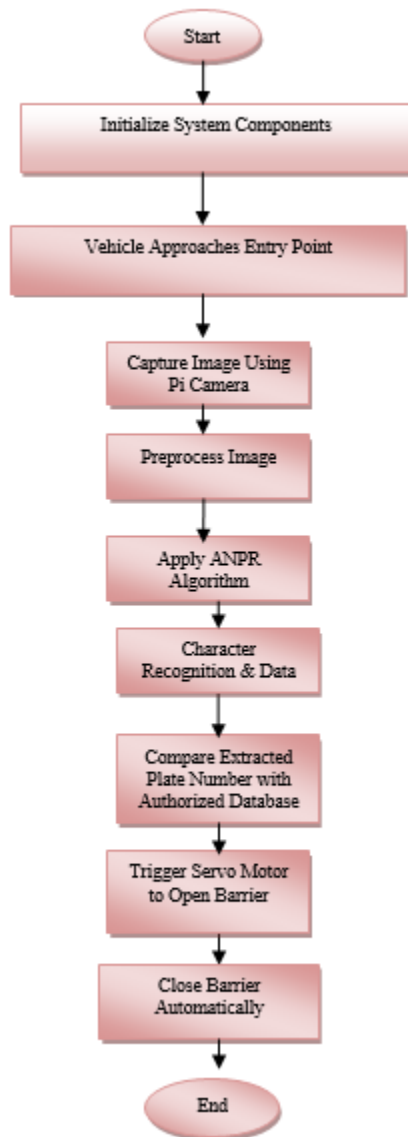 Start
Initialize System Components
Vehicle Approaches Entry Point
Capture Image Using
Pi Camera
Preprocess Image
Apply ANPR
Algorithm
Character
Recognition & Data
Compare Extracted
Plate Number with
Authorized Database
Trigger Servo Motor
to Open Barrier
Close Barrier
Automatically
End